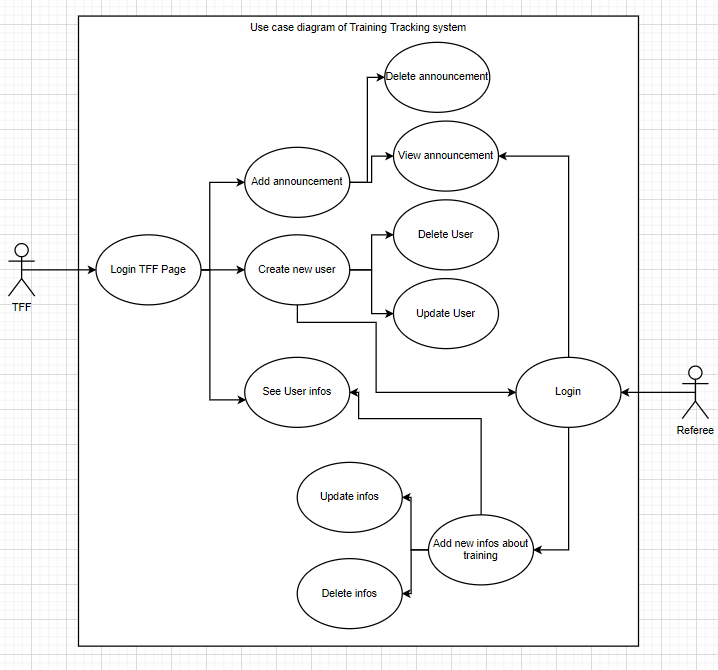 Use case diagram of Training Tracking system
Delete announcement
View announcement
Add announcement
Delete User
Login TFF Page
Create new user
TFF
Update User
See User infos
Login
Referee
Update infos
Add new infos about
training
Delete infos